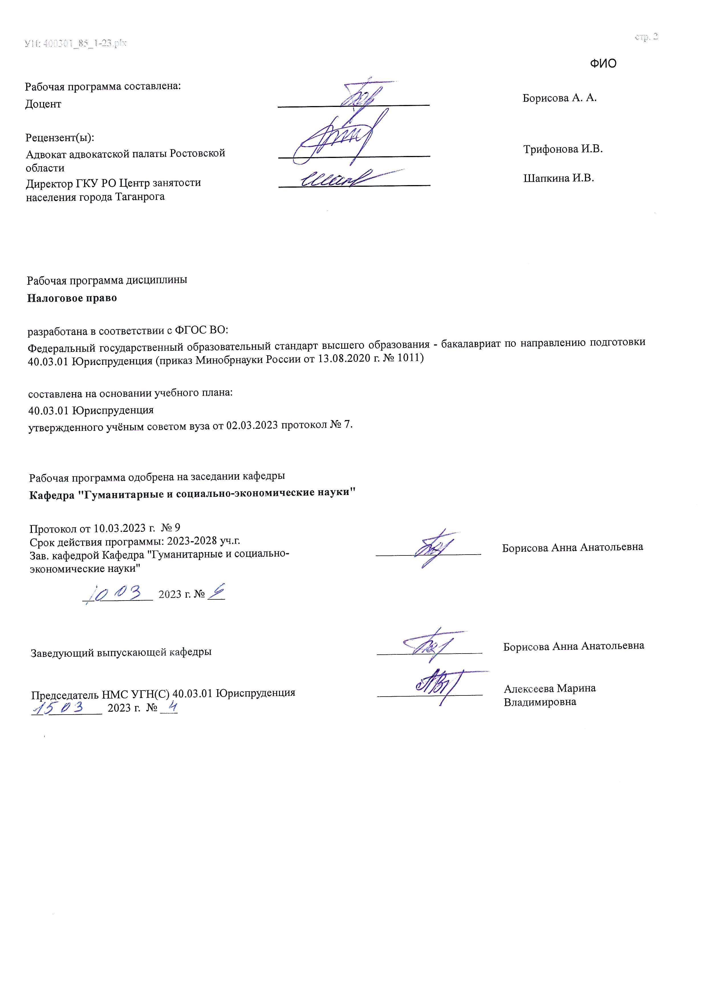 УП: 400301_85_1-23.plx
стр. 2
ФИО
Рабочая программа составлена:
Доцент
Борисова А. А.
Рецензент(ы):
Адвокат адвокатской палаты Ростовской
области
Трифонова И.В.
Директор ГКУ РО Центр занятости
населения города Таганрога
Шапкина И.В.
Рабочая программа дисциплины
Налоговое право
разработана в соответствии с ФГОС ВО:
Федеральный государственный образовательный стандарт высшего образования - бакалавриат по направлению подготовки
40.03.01 Юриспруденция (приказ Минобрнауки России от 13.08.2020 г. № 1011)
составлена на основании учебного плана:
40.03.01 Юриспруденция
утвержденного учёным советом вуза от 02.03.2023 протокол № 7.
Рабочая программа одобрена на заседании кафедры
Кафедра "Гуманитарные и социально-экономические науки"
Протокол от 10.03.2023 г. № 9
Срок действия программы: 2023-2028 уч.г.
Зав. кафедрой Кафедра "Гуманитарные и социально-
экономические науки"
Борисова Анна Анатольевна
10 03 2023 г. №
Заведующий выпускающей кафедры
Борисова Анна Анатольевна
Председатель НМС УГН(С) 40.03.01 Юриспруденция
Алексеева Марина
Владимировна
15 03 2023 г. № 4